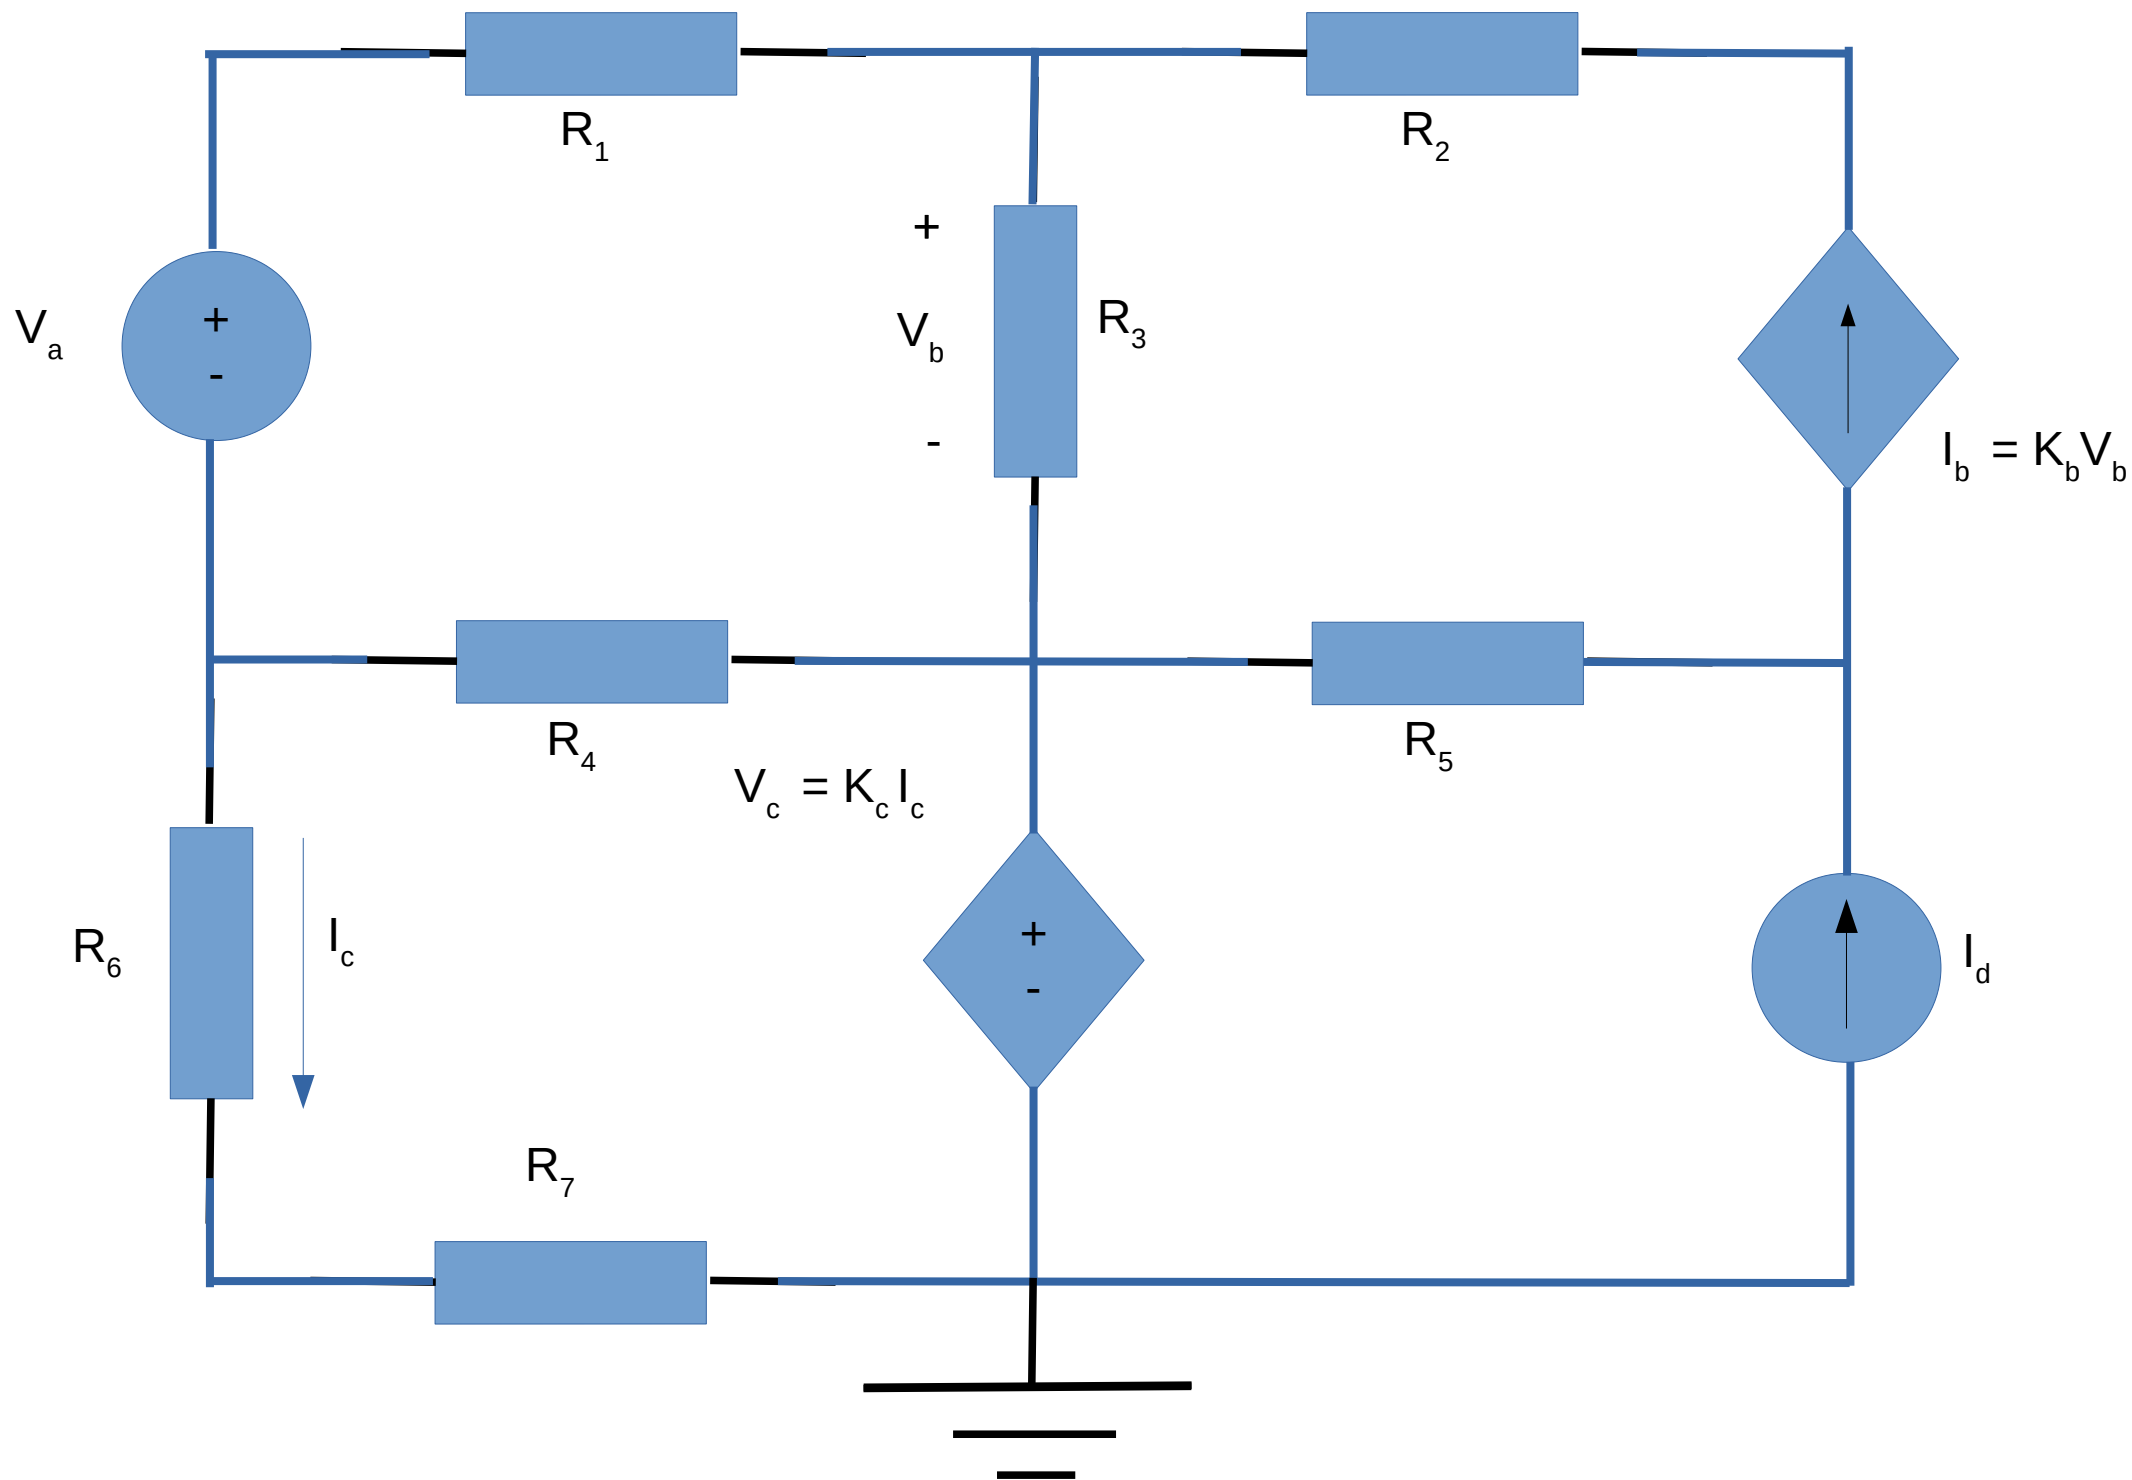 R1
R2
+
Va
+
-
Vb
R3
-
Ib = KbVb
R4
R5
Vc = KcIc
R6
Ic
+
-
Id
R7